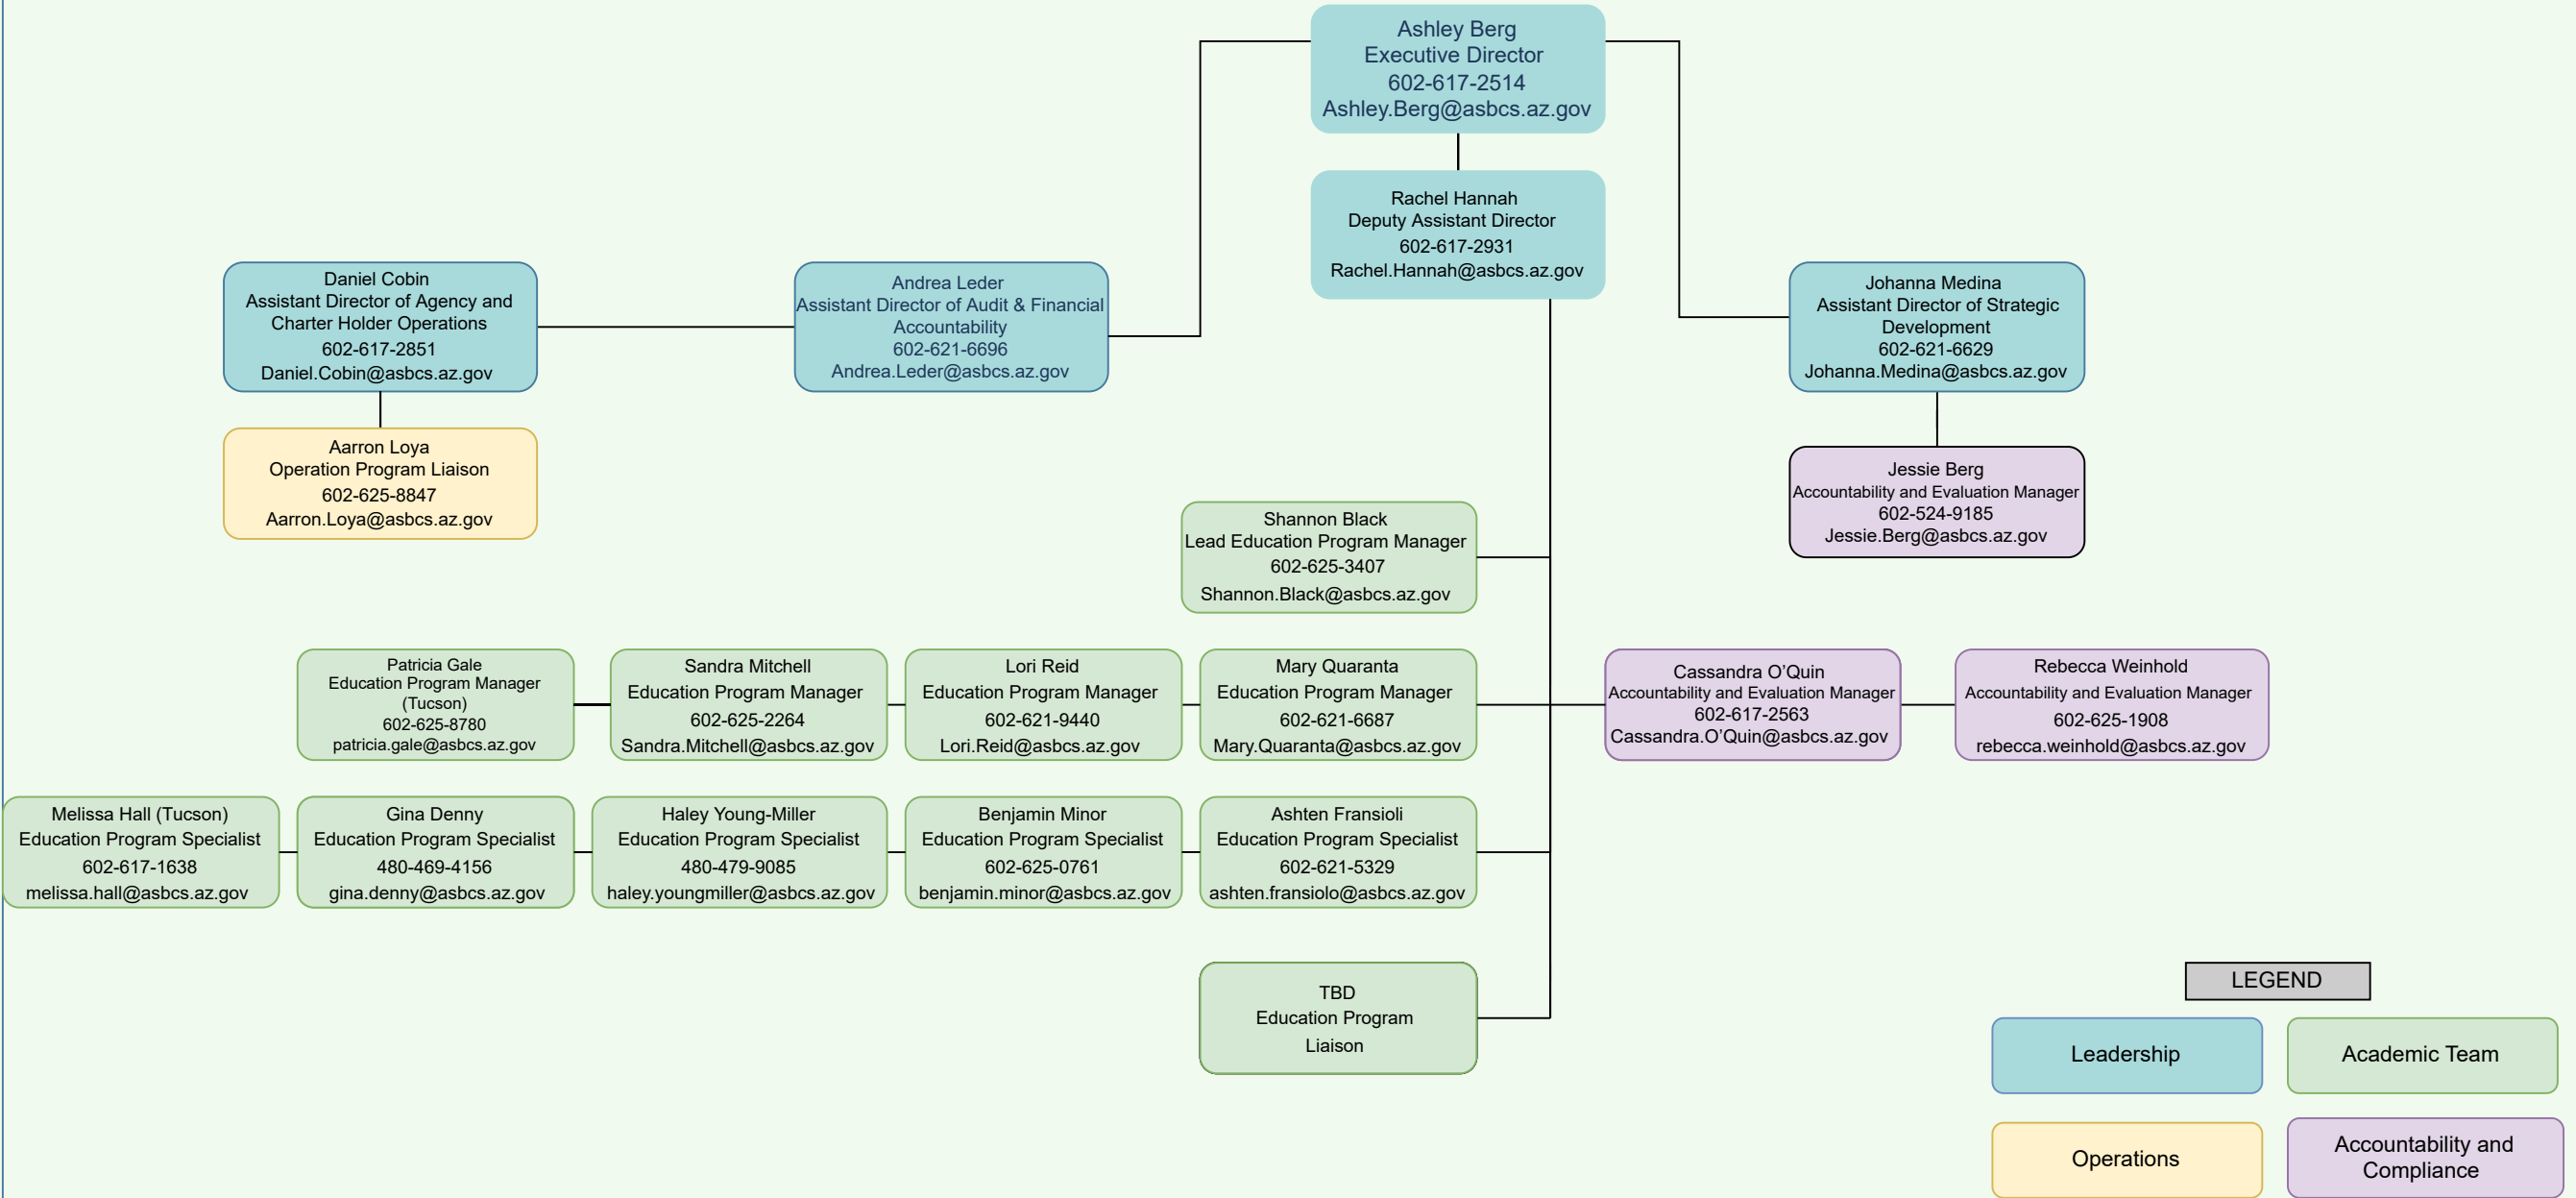 Ashley Berg
Executive Director
602-617-2514
Ashley.Berg@asbcs.az.gov
Rachel Hannah
Deputy Assistant Director
602-617-2931
Rachel.Hannah@asbcs.az.gov
Daniel Cobin
Assistant Director of Agency and
Charter Holder Operations
602-617-2851
Daniel.Cobin@asbcs.az.gov
Andrea Leder
Assistant Director of Audit & Financial
Accountability
602-621-6696
Andrea.Leder@asbcs.az.gov
Johanna Medina
Assistant Director of Strategic
Development
602-621-6629
Johanna.Medina@asbcs.az.gov
Aarron Loya
Operation Program Liaison
602-625-8847
Aarron.Loya@asbcs.az.gov
Jessie Berg
Accountability and Evaluation Manager
602-524-9185
Jessie.Berg@asbcs.az.gov
Shannon Black
Lead Education Program Manager
602-625-3407
Shannon.Black@asbcs.az.gov
Patricia Gale
Education Program Manager
(Tucson)
602-625-8780
patricia.gale@asbcs.az.gov
Sandra Mitchell
Education Program Manager
602-625-2264
Sandra.Mitchell@asbcs.az.gov
Lori Reid
Education Program Manager
602-621-9440
Lori.Reid@asbcs.az.gov
Mary Quaranta
Education Program Manager
602-621-6687
Mary.Quaranta@asbcs.az.gov
Cassandra O’Quin
Accountability and Evaluation Manager
602-617-2563
Cassandra.O’Quin@asbcs.az.gov
Rebecca Weinhold
Accountability and Evaluation Manager
602-625-1908
rebecca.weinhold@asbcs.az.gov
Melissa Hall (Tucson)
Education Program Specialist
602-617-1638
melissa.hall@asbcs.az.gov
Gina Denny
Education Program Specialist
480-469-4156
gina.denny@asbcs.az.gov
Haley Young-Miller
Education Program Specialist
480-479-9085
haley.youngmiller@asbcs.az.gov
Benjamin Minor
Education Program Specialist
602-625-0761
benjamin.minor@asbcs.az.gov
Ashten Fransioli
Education Program Specialist
602-621-5329
ashten.fransiolo@asbcs.az.gov
TBD
Education Program
Liaison
LEGEND
Leadership
Academic Team
Operations
Accountability and
Compliance